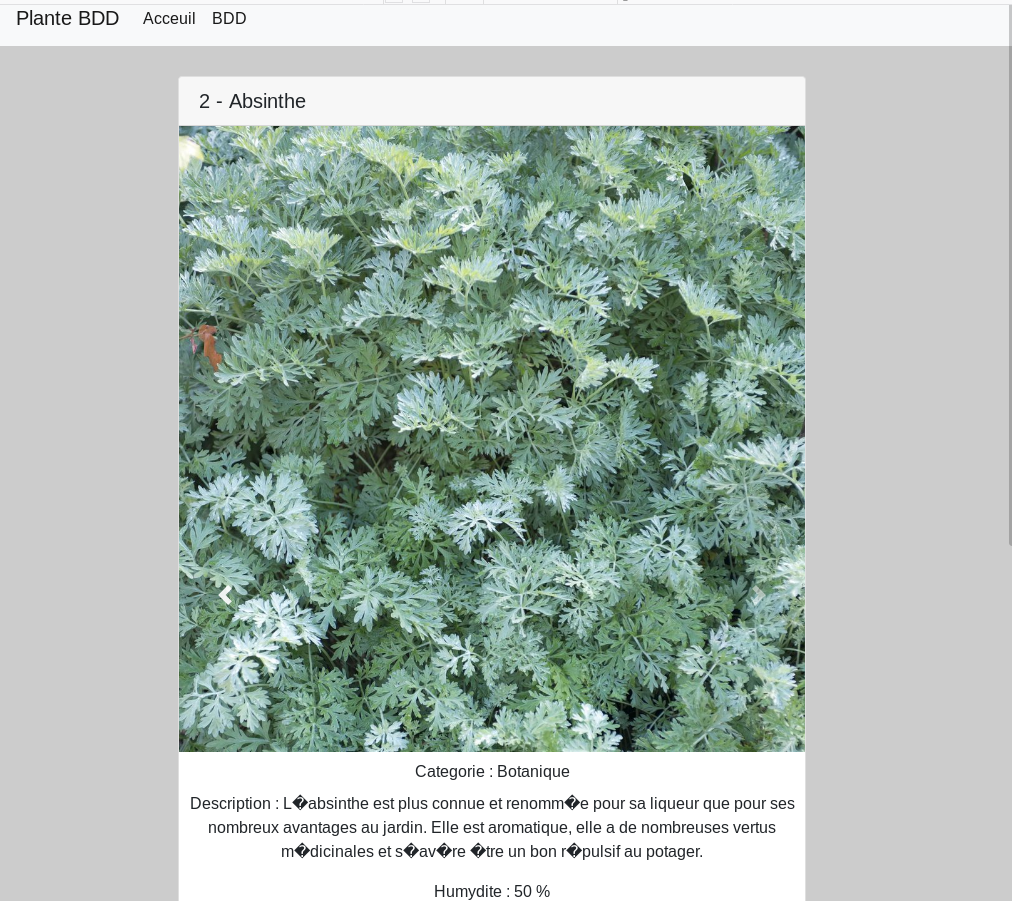 Plante BDD Acceuil BDD
2 - Absinthe
Categorie : Botanique
Description : L�absinthe est plus connue et renomm�e pour sa liqueur que pour ses
nombreux avantages au jardin. Elle est aromatique, elle a de nombreuses vertus
m�dicinales et s�av�re �tre un bon r�pulsif au potager.
Humydite : 50 %